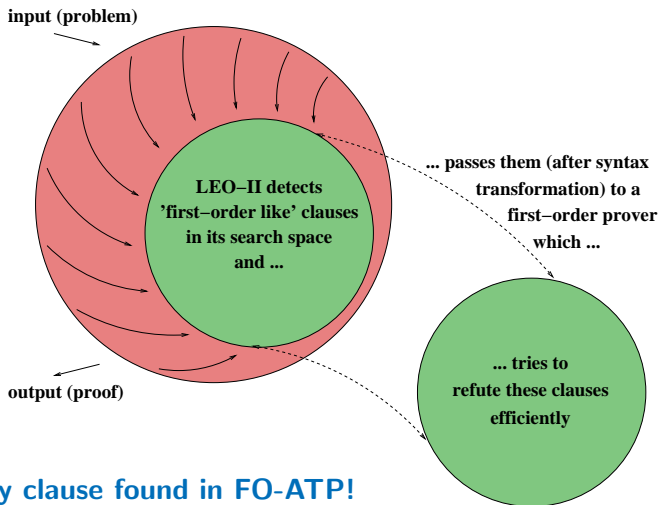 input (problem)
LEO−II detects
'first−order like' clauses
in its search space
and ...
... passes them (after syntax
transformation) to a
first−order prover
which ...
... tries to
refute these clauses
efficiently
output (proof)
y clause found in FO-ATP!